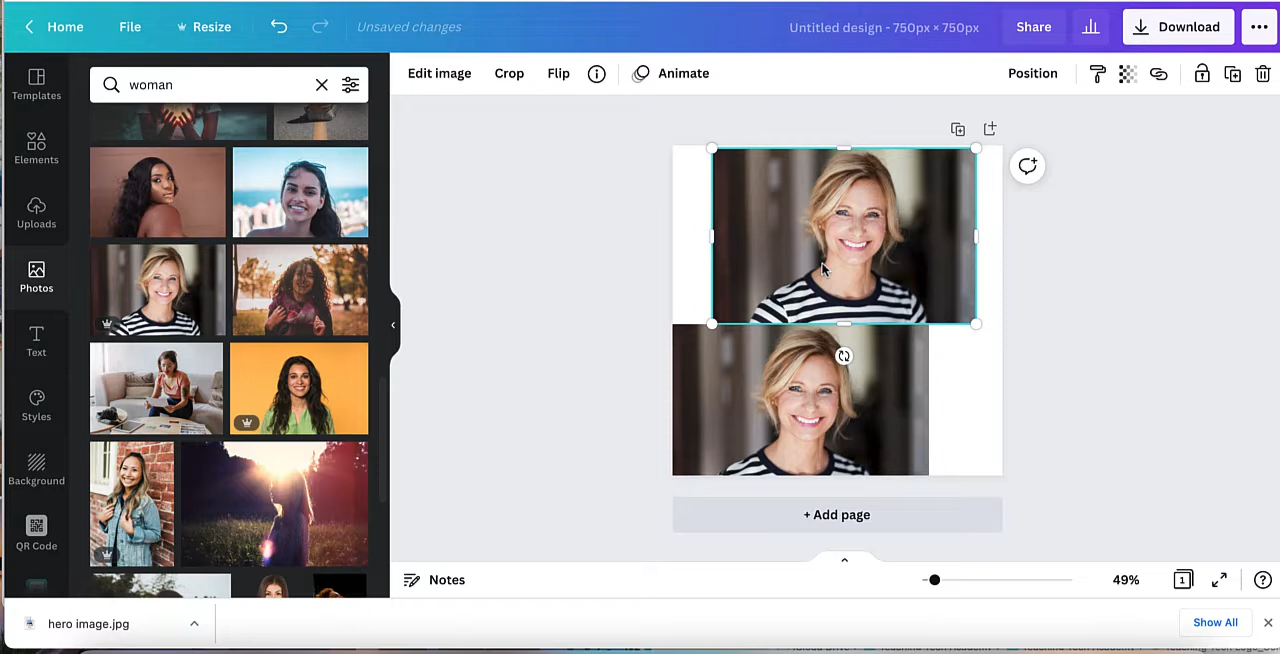 Home File Resize Unsaved changes Untitled design - 750px × 750px Share Download
Templates
woman
Edit image Crop Flip Animate Position
Elements
Uploads
Photos
Text
Styles
Background
QR Code
+ Add page
Notes 49% 1
hero image.jpg Show All